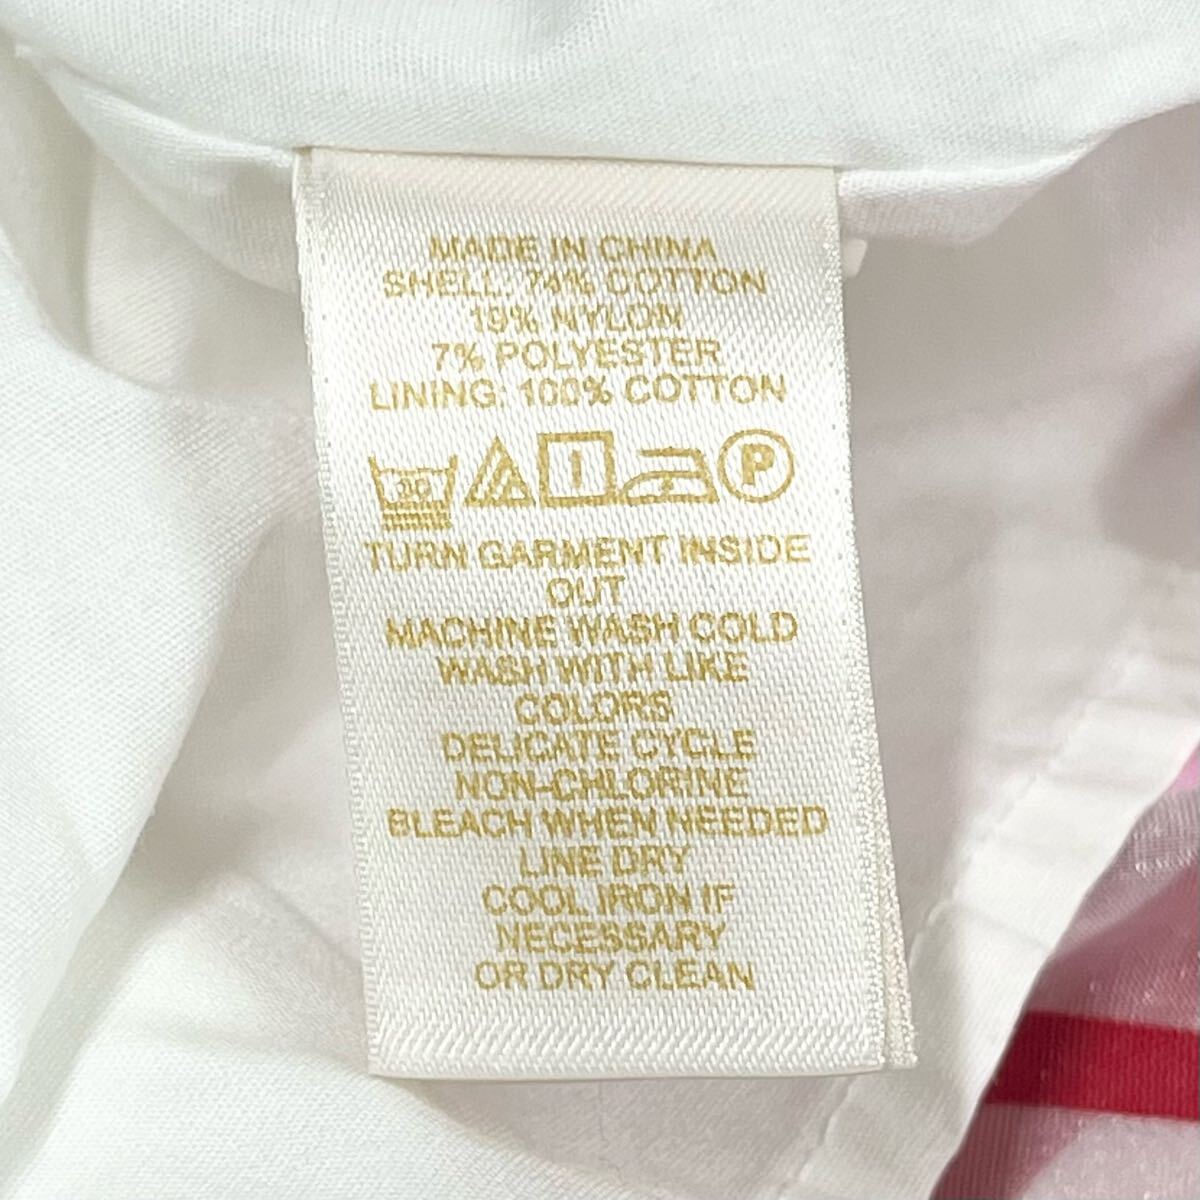 MADE IN CHINA
SHELL: 74% COTTON
19% NYLON
7% POLYESTER
LINING: 100% COTTON
30 P
TURN GARMENT INSIDE
OUT
MACHINE WASH COLD
WASH WITH LIKE
COLORS
DELICATE CYCLE
NON-CHLORINE
BLEACH WHEN NEEDED
LINE DRY
COOL IRON IF
NECESSARY
OR DRY CLEAN